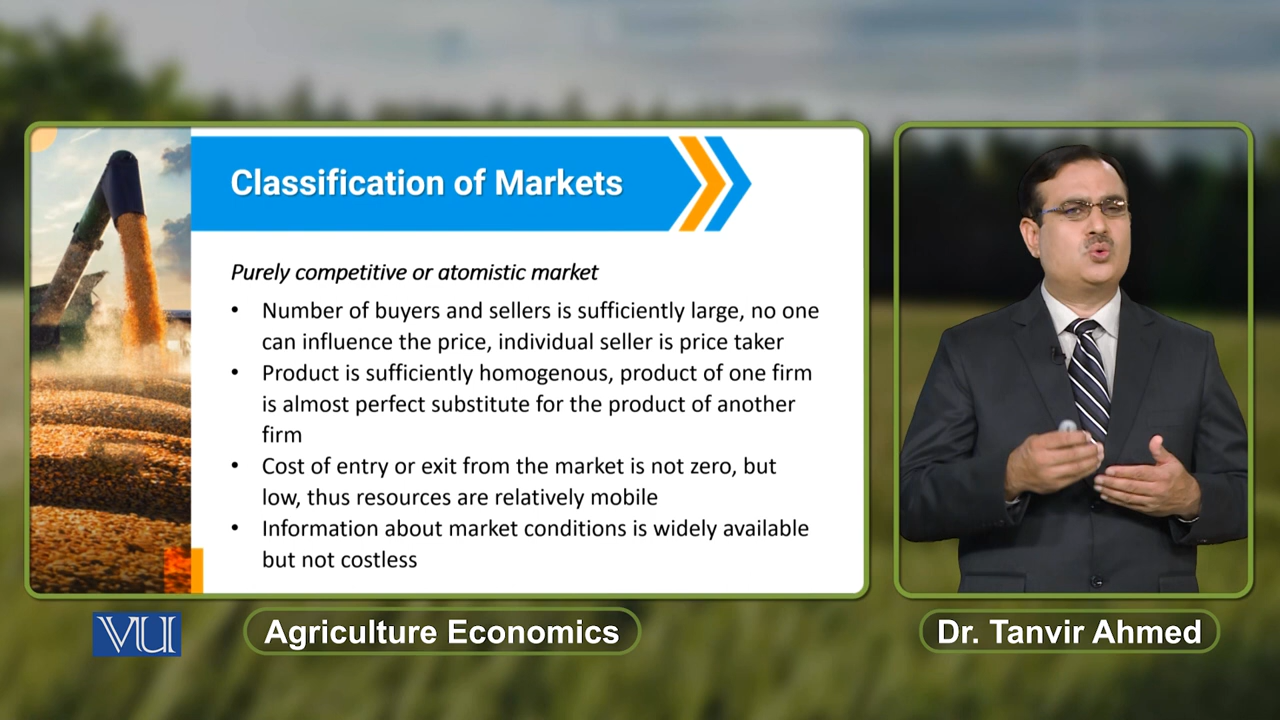 Classification of Markets
Purely competitive or atomistic market
• Number of buyers and sellers is sufficiently large, no one
can influence the price, individual seller is price taker
• Product is sufficiently homogenous, product of one firm
is almost perfect substitute for the product of another
firm
• Cost of entry or exit from the market is not zero, but
low, thus resources are relatively mobile
• Information about market conditions is widely available
but not costless
VU
Agriculture Economics
Dr. Tanvir Ahmed